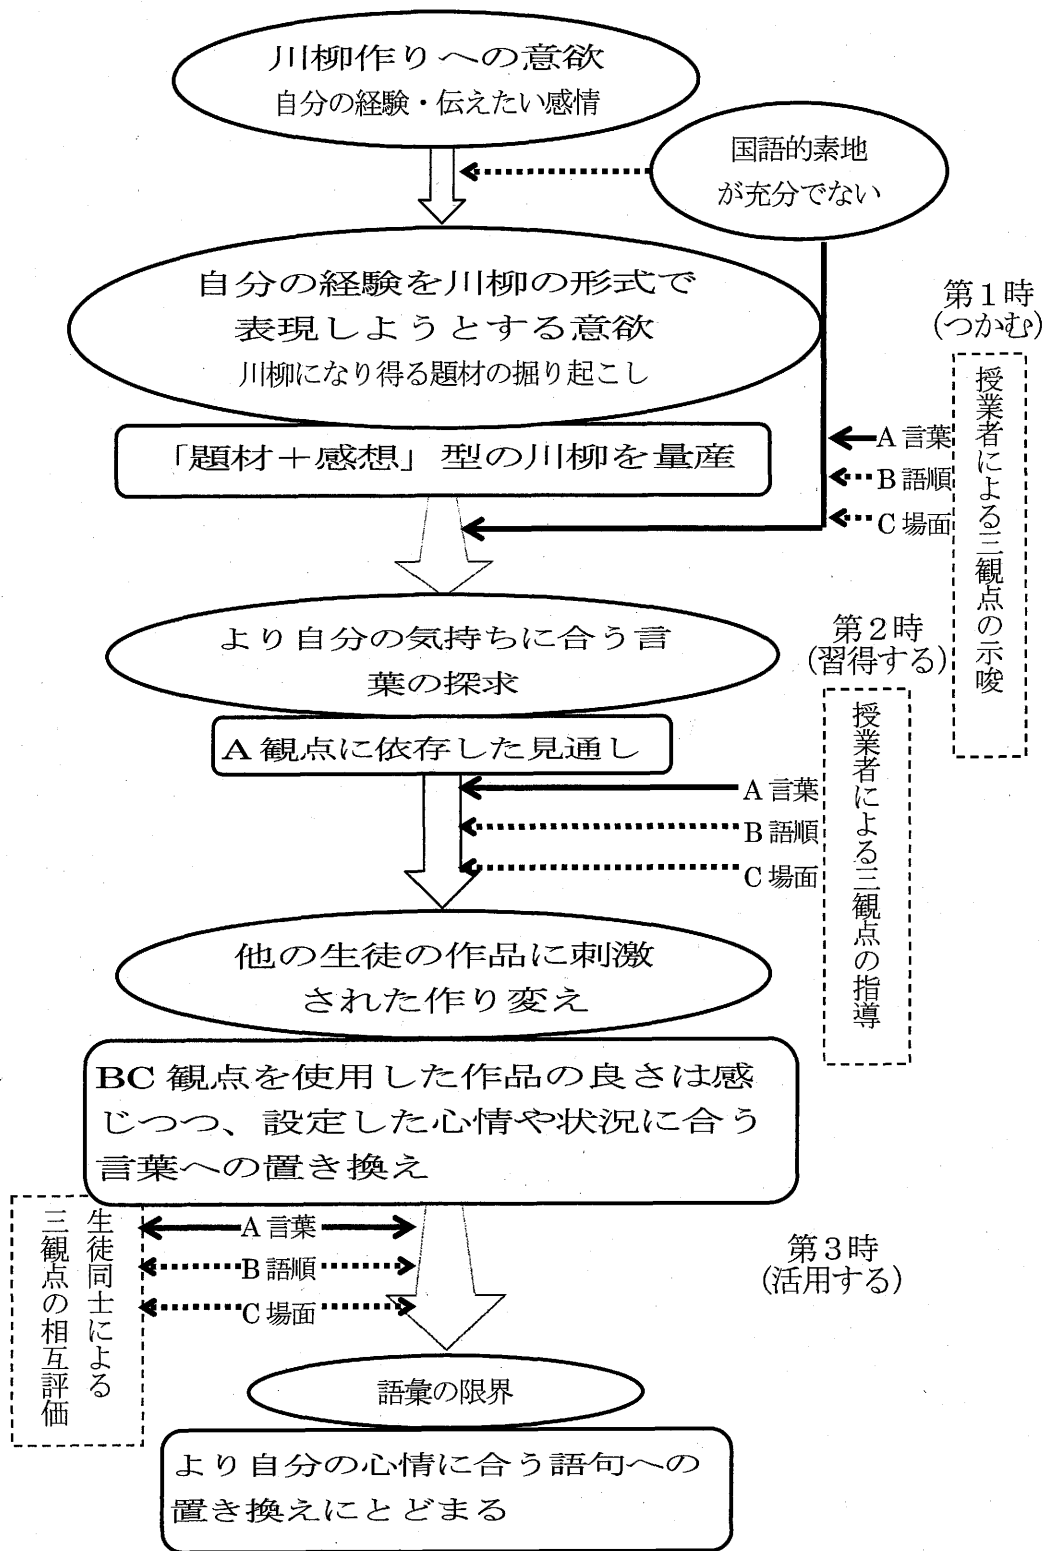 川柳作りへの意欲
自分の経験・伝えたい感情
国語的素地
が充分でない
自分の経験を川柳の形式で
表現しようとする意欲
川柳になり得る題材の掘り起こし
「題材＋感想」型の川柳を量産
第１時
(つかむ)
A 言葉
B 語順
C 場面
授業者による三観点の示唆
より自分の気持ちに合う言
葉の探求
A 観点に依存した見通し
第２時
(習得する)
A 言葉
B 語順
C 場面
授業者による三観点の指導
他の生徒の作品に刺激
された作り変え
BC 観点を使用した作品の良さは感
じつつ、設定した心情や状況に合う
言葉への置き換え
生徒同士による
三観点の相互評価
A 言葉
B 語順
C 場面
第３時
(活用する)
語彙の限界
より自分の心情に合う語句への
置き換えにとどまる